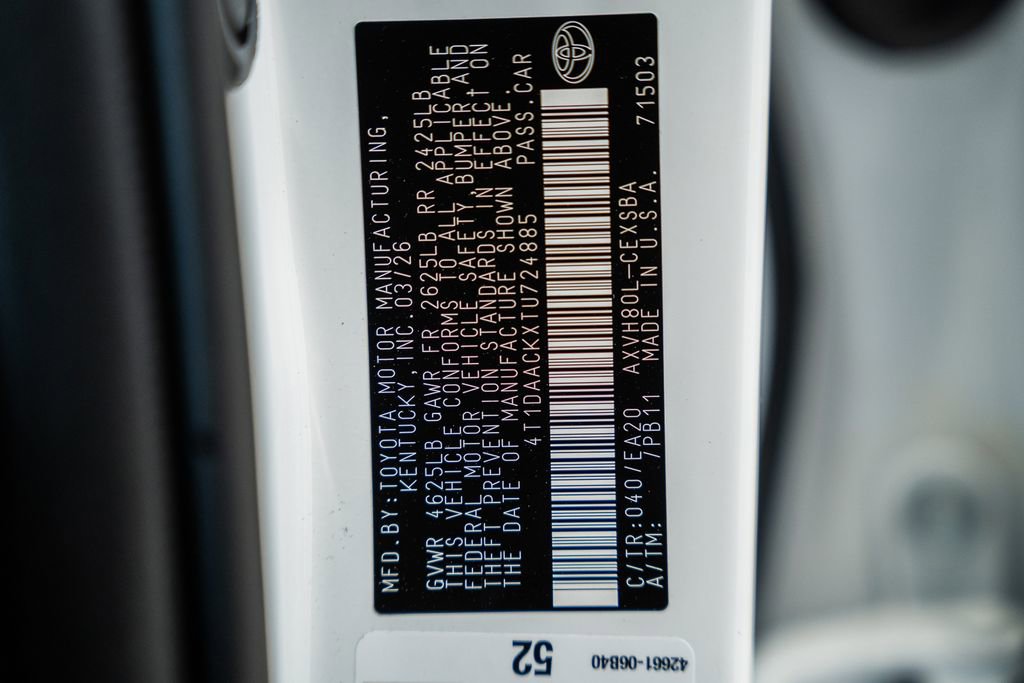 MFD.BY:TOYOTA MOTOR MANUFACTURING,
KENTUCKY,INC.03/26
GVWR 4625LB GAWR FR 2625LB RR 2425LB
THIS VEHICLE CONFORMS TO ALL APPLICABLE
FEDERAL MOTOR VEHICLE SAFETY,BUMPER,AND
THEFT PREVENTION STANDARDS IN EFFECT ON
THE DATE OF MANUFACTURE SHOWN ABOVE.
4T1DAACKXTU724885 PASS.CAR
C/TR:040/EA20 AXVH80L-CEXSBA 71503
A/TM: /PB11 MADE IN U.S.A.
52 42661-06B40